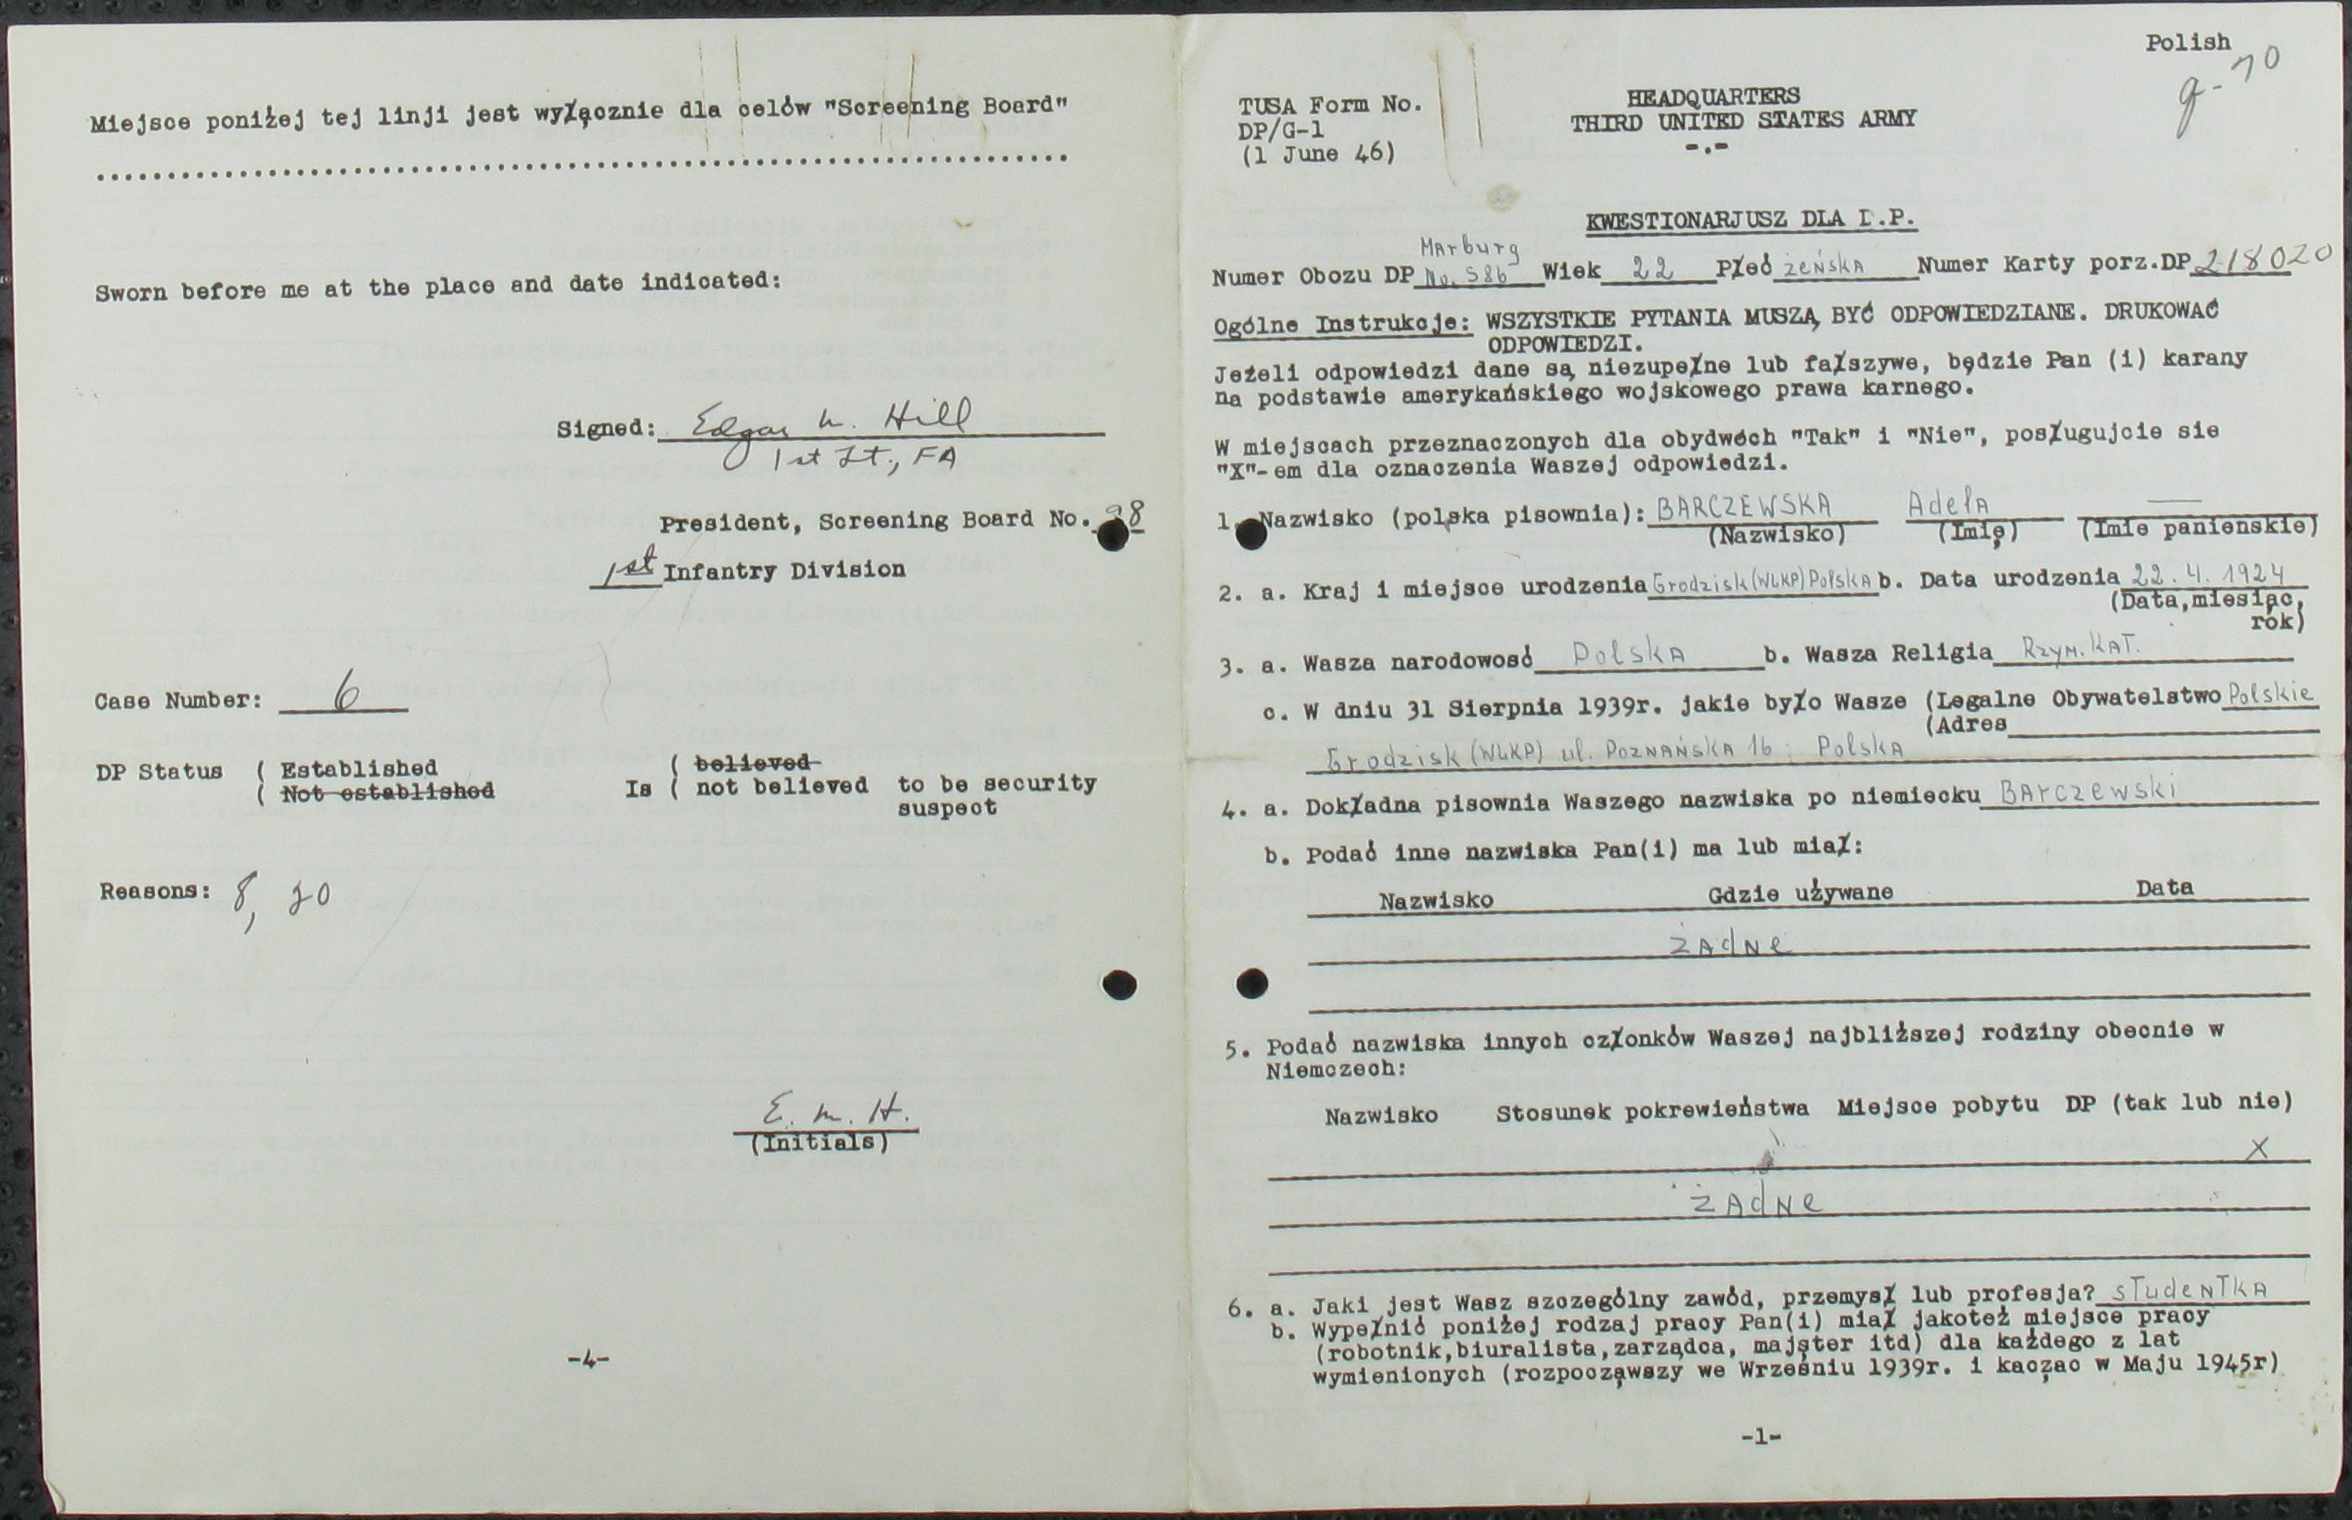 Miejsce poniżej tej linji jest wyłącznie dla celów "Screening Board"
Sworn before me at the place and date indicated:
Signed: Edgar M. Hill
1st Lt., FA
President, Screening Board No. 8
1st Infantry Division
Case Number: 6
DP Status ( Established
( Not established
Is ( believed
( not believed to be security
suspect
Reasons: 8, 20
E. M. H.
(Initials)
-4-
Polish
TUSA Form No.
DP/G-1
(1 June 46)
HEADQUARTERS
THIRD UNITED STATES ARMY
-.-
KWESTIONARJUSZ DLA D.P.
Marburg
Numer Obozu DP No. 586 Wiek 22 Płeć żeńska Numer Karty porz.DP 218020
Ogólne Instrukcje: WSZYSTKIE PYTANIA MUSZĄ BYĆ ODPOWIEDZIANE. DRUKOWAĆ
ODPOWIEDZI.
Jeżeli odpowiedzi dane są niezupełne lub fałszywe, będzie Pan (i) karany
na podstawie amerykańskiego wojskowego prawa karnego.
W miejscach przeznaczonych dla obydwóch "Tak" i "Nie", posługujcie sie
"X"-em dla oznaczenia Waszej odpowiedzi.
1. Nazwisko (polska pisownia): BARCZEWSKA Adela —
(Nazwisko) (Imię) (Imie panienskie)
2. a. Kraj i miejsce urodzenia Grodzisk (WLKP) Polska b. Data urodzenia 22. 4. 1924
(Data, miesiąc,
rok)
3. a. Wasza narodowosć Polska b. Wasza Religia Rzym. Kat.
c. W dniu 31 Sierpnia 1939r. jakie było Wasze (Legalne Obywatelstwo Polskie
(Adres
Grodzisk (WLKP) ul. Poznańska 16 ; Polska
4. a. Dokładna pisownia Waszego nazwiska po niemiecku Barczewski
b. Podać inne nazwiska Pan(i) ma lub miał:
Nazwisko Gdzie używane Data
żadne
5. Podać nazwiska innych członków Waszej najbliższej rodziny obecnie w
Niemczech:
Nazwisko Stosunek pokrewieństwa Miejsce pobytu DP (tak lub nie)
X
żadne
6. a. Jaki jest Wasz szczególny zawód, przemysł lub profesja? studentka
b. Wypełnić poniżej rodzaj pracy Pan(i) miał jakoteż miejsce pracy
(robotnik,biuralista,zarządca, majster itd) dla każdego z lat
wymienionych (rozpocząwszy we Wrześniu 1939r. i kacząc w Maju 1945r)
-1-